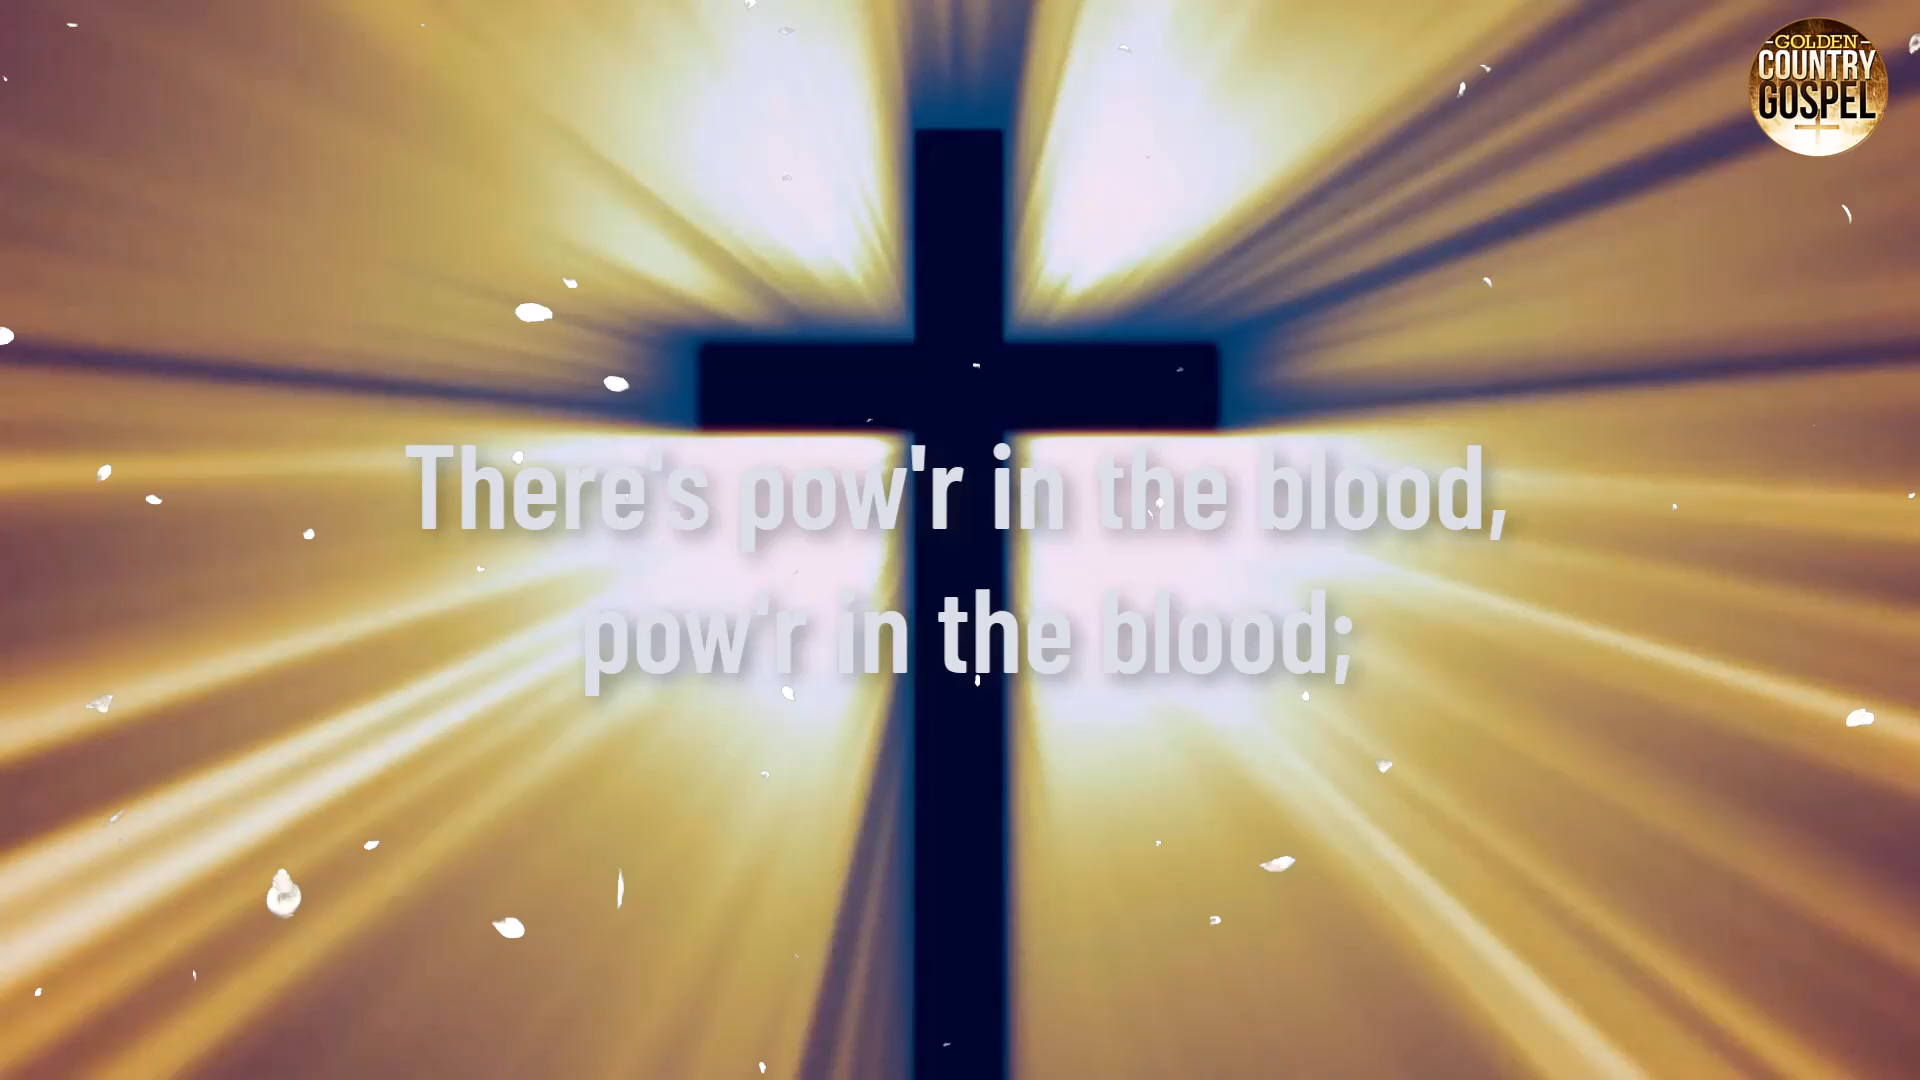 -GOLDEN-
COUNTRY
GOSPEL
There's pow'r in the blood,
pow'r in the blood;